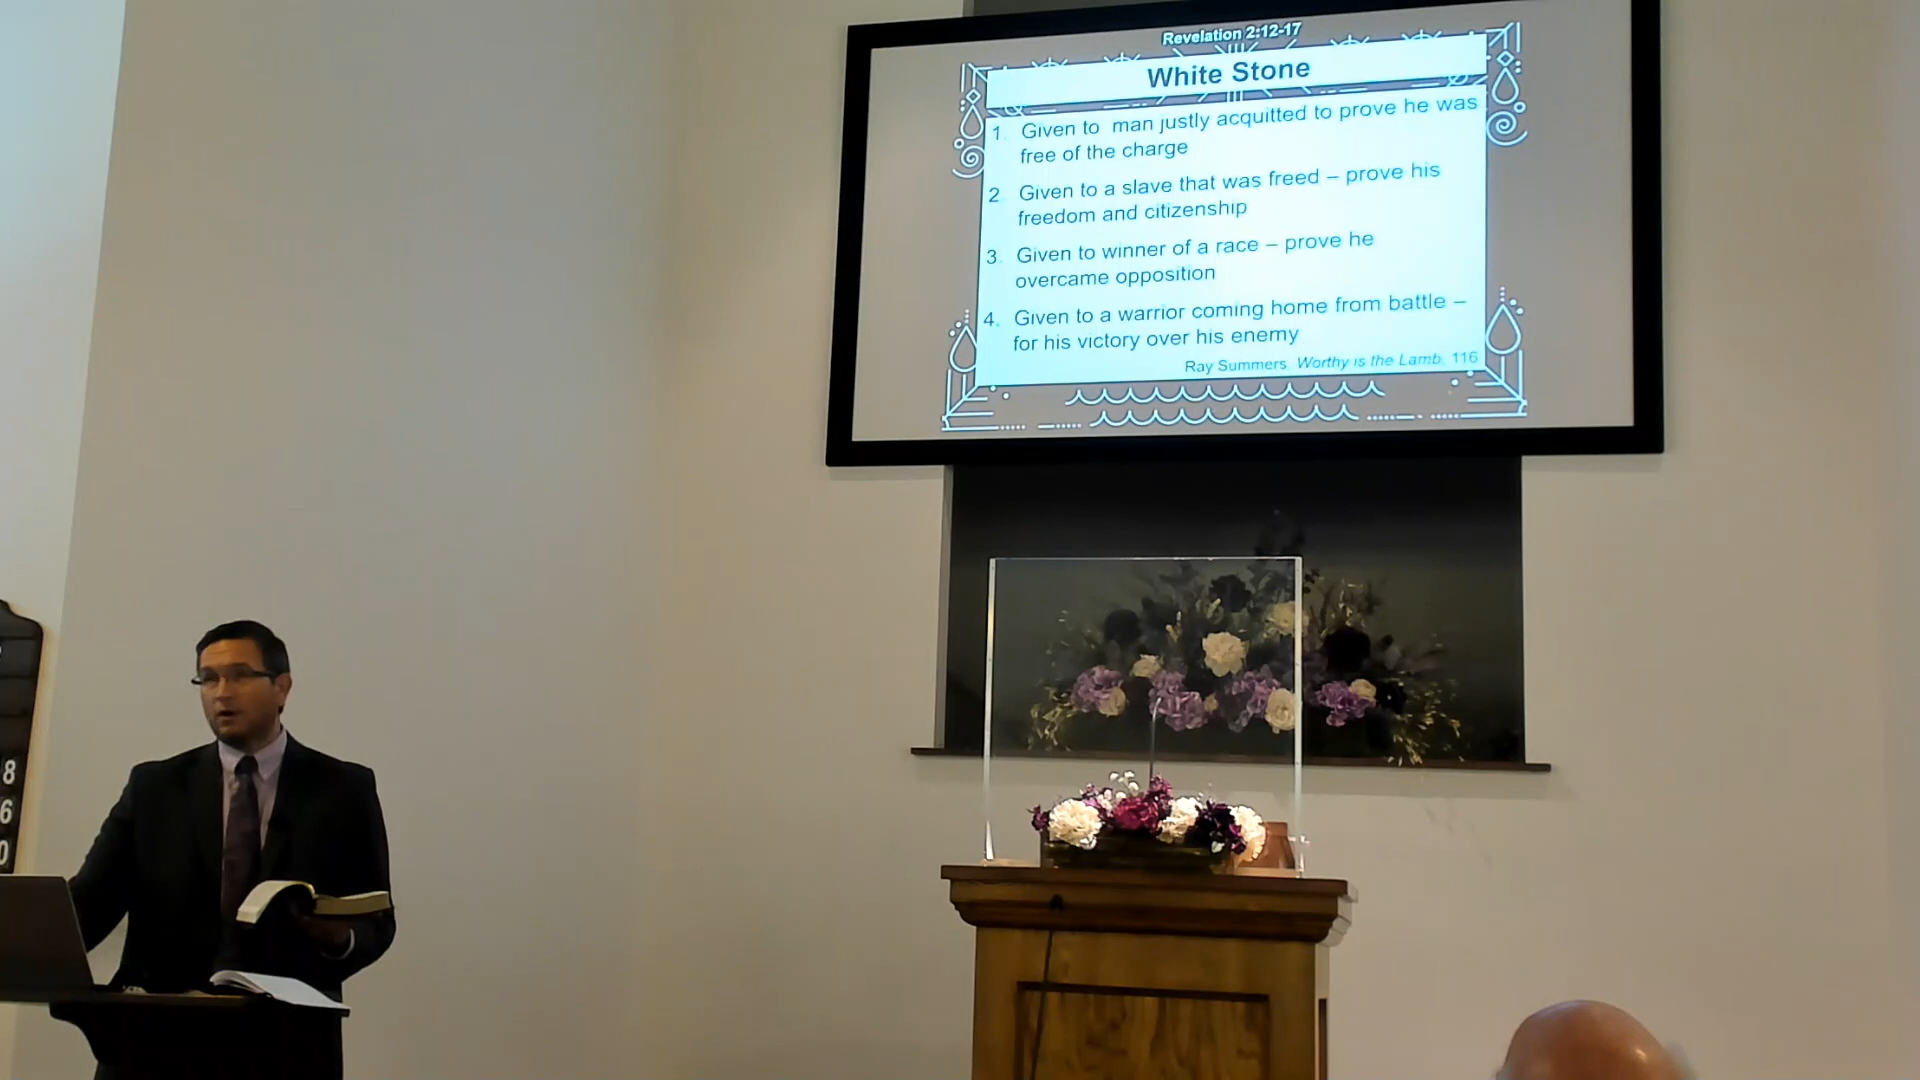 Revelation 2:12-17
White Stone
1. Given to man justly acquitted to prove he was
free of the charge
2. Given to a slave that was freed – prove his
freedom and citizenship
3. Given to winner of a race – prove he
overcame opposition
4. Given to a warrior coming home from battle –
for his victory over his enemy
Ray Summers, Worthy is the Lamb, 116
8
6
0